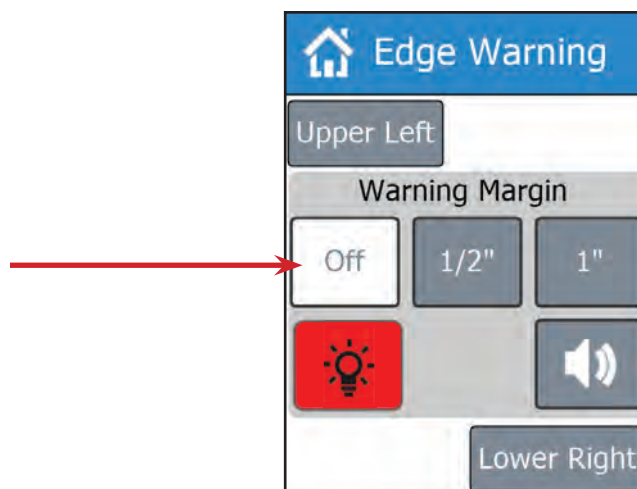 Edge Warning
Upper Left
Warning Margin
Off 1/2" 1"
Lower Right